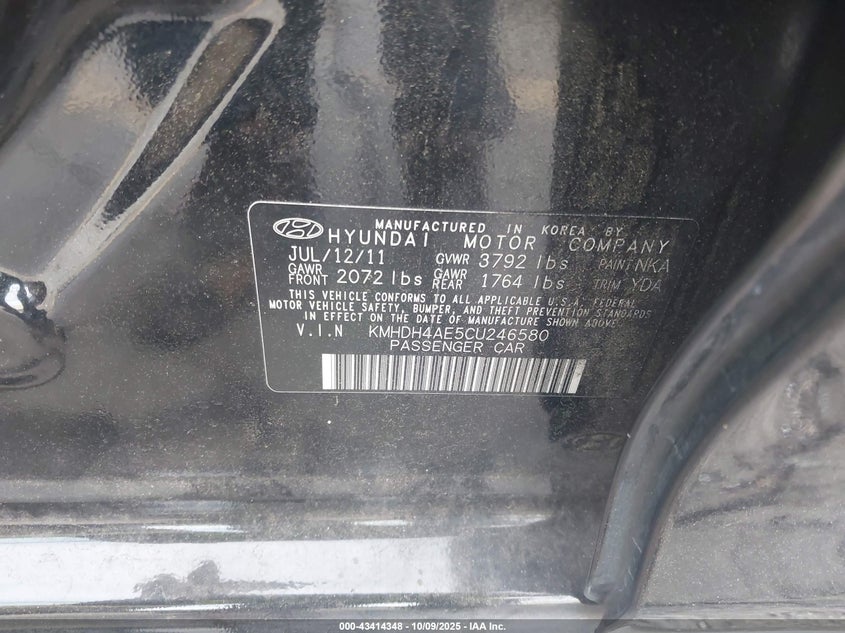 MANUFACTURED IN KOREA BY
HYUNDAI MOTOR COMPANY
JUL/12/11 GVWR 3792 lbs PAINT NKA
GAWR FRONT 2072 lbs GAWR REAR 1764 lbs TRIM YDA
THIS VEHICLE CONFORMS TO ALL APPLICABLE U.S.A. FEDERAL
MOTOR VEHICLE SAFETY, BUMPER, AND THEFT PREVENTION STANDARDS
IN EFFECT ON THE DATE OF MANUFACTURE SHOWN ABOVE.
V.I.N KMHDH4AE5CU246580
PASSENGER CAR
000-43414348 - 10/09/2025 - IAA Inc.